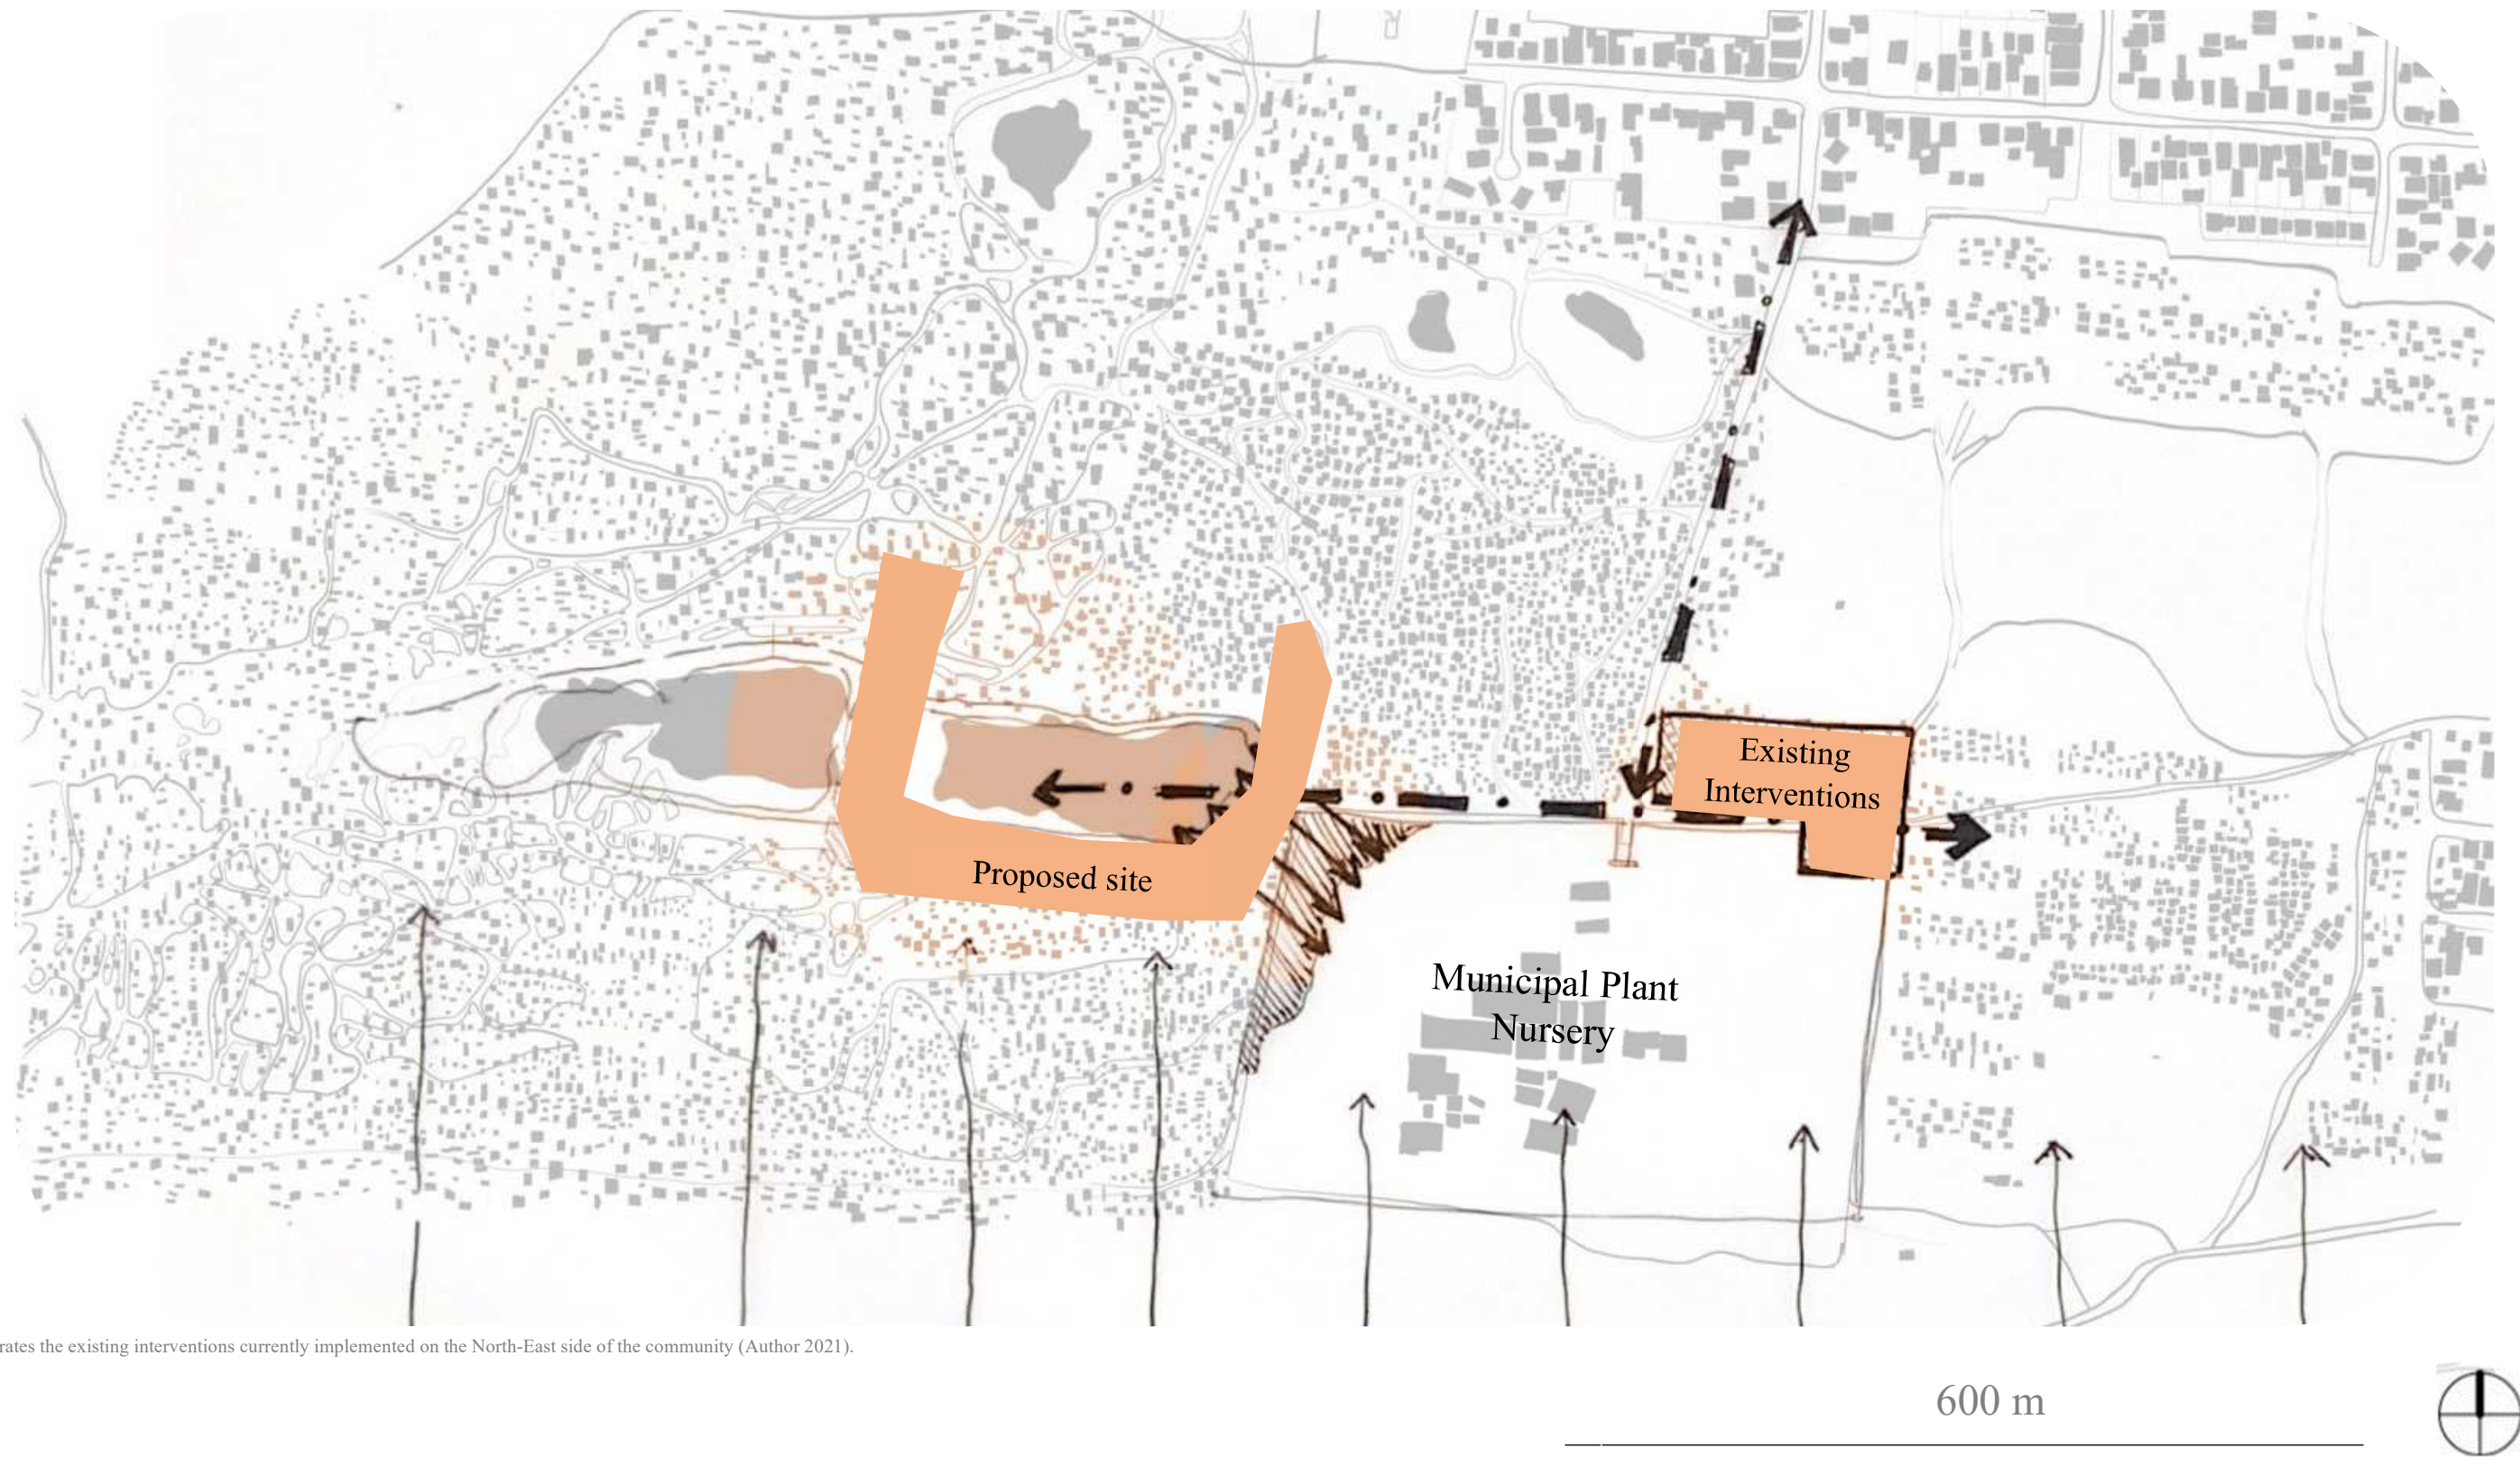 Existing
Interventions
Proposed site
Municipal Plant
Nursery
rates the existing interventions currently implemented on the North-East side of the community (Author 2021).
600 m